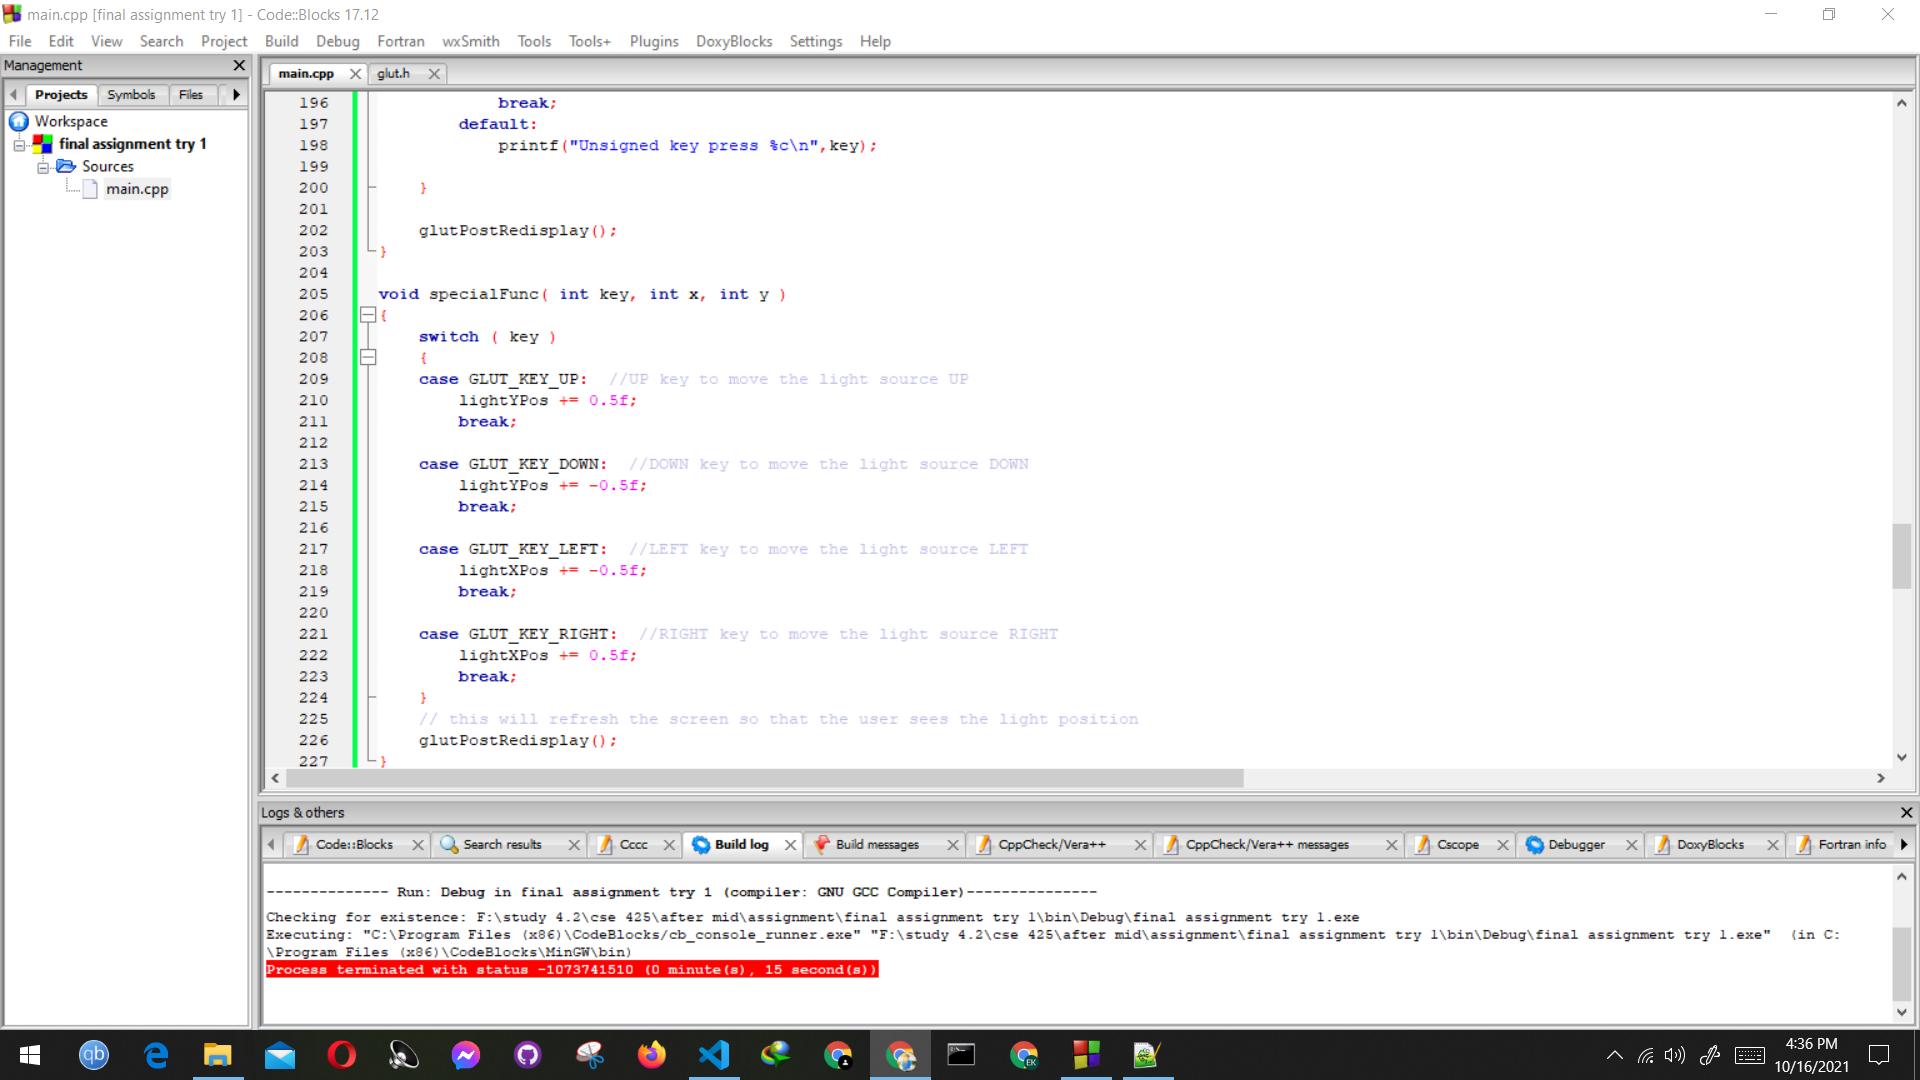 main.cpp [final assignment try 1] - Code::Blocks 17.12
File Edit View Search Project Build Debug Fortran wxSmith Tools Tools+ Plugins DoxyBlocks Settings Help
Management
Projects Symbols Files
Workspace
final assignment try 1
Sources
main.cpp
main.cpp glut.h
196 break;
197 default:
198 printf("Unsigned key press %c\n",key);
199
200 }
201
202 glutPostRedisplay();
203 }
204
205 void specialFunc( int key, int x, int y )
206 {
207 switch ( key )
208 {
209 case GLUT_KEY_UP: //UP key to move the light source UP
210 lightYPos += 0.5f;
211 break;
212
213 case GLUT_KEY_DOWN: //DOWN key to move the light source DOWN
214 lightYPos += -0.5f;
215 break;
216
217 case GLUT_KEY_LEFT: //LEFT key to move the light source LEFT
218 lightXPos += -0.5f;
219 break;
220
221 case GLUT_KEY_RIGHT: //RIGHT key to move the light source RIGHT
222 lightXPos += 0.5f;
223 break;
224 }
225 // this will refresh the screen so that the user sees the light position
226 glutPostRedisplay();
227 }
Logs & others
Code::Blocks Search results Cccc Build log Build messages CppCheck/Vera++ CppCheck/Vera++ messages Cscope Debugger DoxyBlocks Fortran info
-------------- Run: Debug in final assignment try 1 (compiler: GNU GCC Compiler)---------------
Checking for existence: F:\study 4.2\cse 425\after mid\assignment\final assignment try 1\bin\Debug\final assignment try 1.exe
Executing: "C:\Program Files (x86)\CodeBlocks/cb_console_runner.exe" "F:\study 4.2\cse 425\after mid\assignment\final assignment try 1\bin\Debug\final assignment try 1.exe" (in C:
\Program Files (x86)\CodeBlocks\MinGW\bin)
Process terminated with status -1073741510 (0 minute(s), 15 second(s))
qb
EK
4:36 PM
10/16/2021